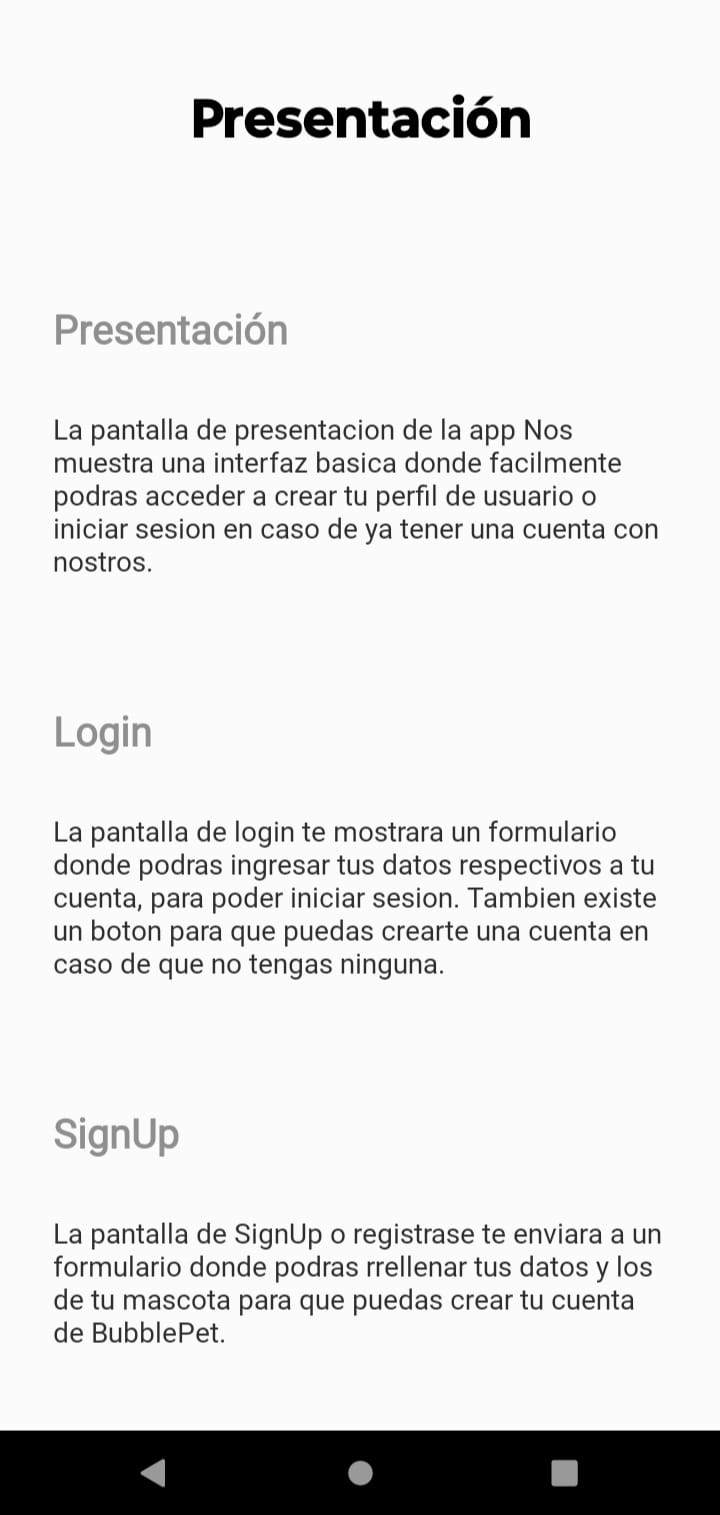 Presentación
Presentación
La pantalla de presentacion de la app Nos
muestra una interfaz basica donde facilmente
podras acceder a crear tu perfil de usuario o
iniciar sesion en caso de ya tener una cuenta con
nostros.
Login
La pantalla de login te mostrara un formulario
donde podras ingresar tus datos respectivos a tu
cuenta, para poder iniciar sesion. Tambien existe
un boton para que puedas crearte una cuenta en
caso de que no tengas ninguna.
SignUp
La pantalla de SignUp o registrase te enviara a un
formulario donde podras rrellenar tus datos y los
de tu mascota para que puedas crear tu cuenta
de BubblePet.